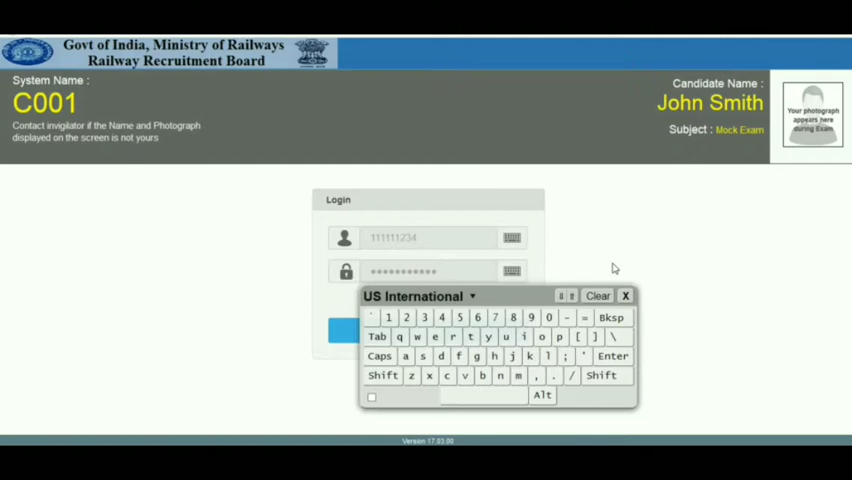 Govt of India, Ministry of Railways
Railway Recruitment Board
System Name :
C001
Contact invigilator if the Name and Photograph
displayed on the screen is not yours
Candidate Name :
John Smith
Subject : Mock Exam
Your photograph
appears here
during Exam
Login
111111234
•••••••••••
US International
Clear X
` 1 2 3 4 5 6 7 8 9 0 - = Bksp
Tab q w e r t y u i o p [ ] \
Caps a s d f g h j k l ; ' Enter
Shift z x c v b n m , . / Shift
Alt
Version 17.03.00